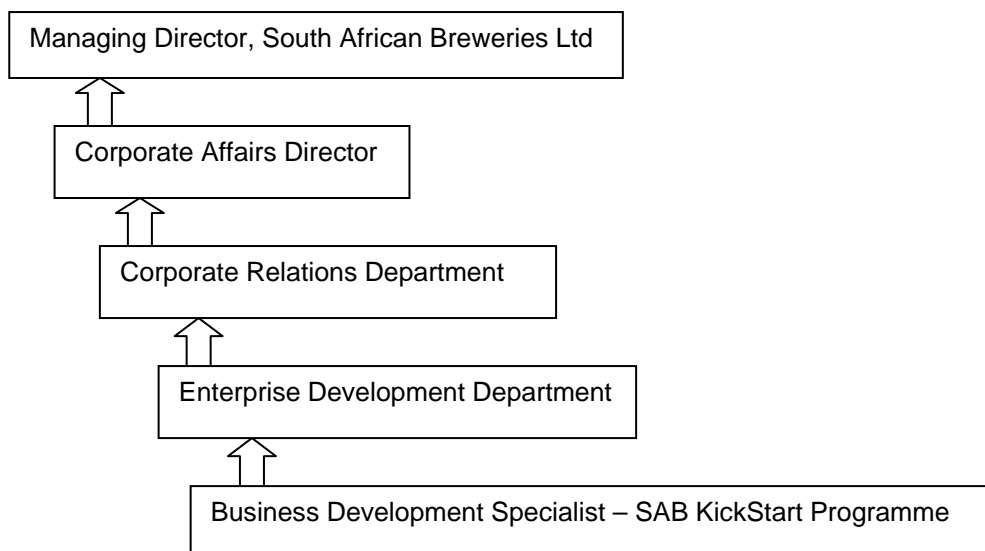 Managing Director, South African Breweries Ltd
Corporate Affairs Director
Corporate Relations Department
Enterprise Development Department
Business Development Specialist – SAB KickStart Programme